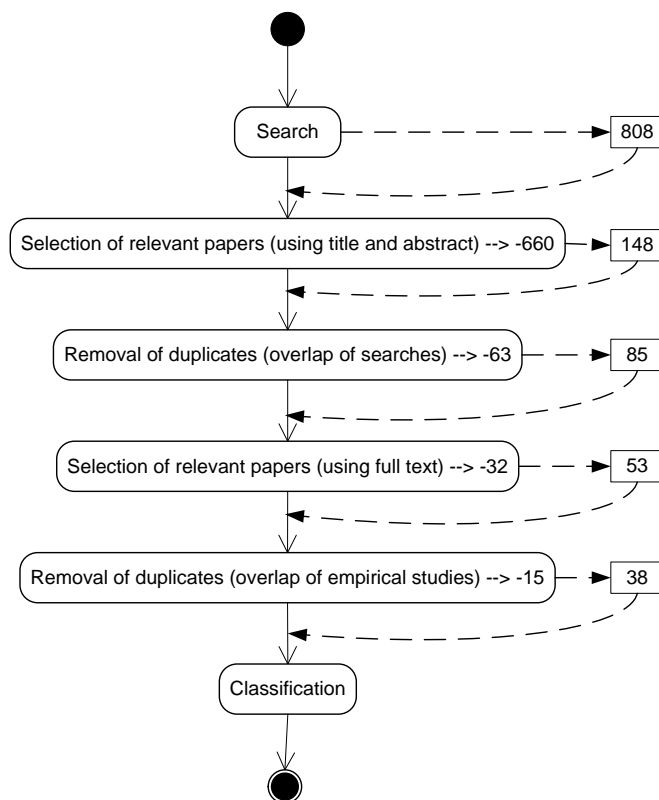 Search
808
Selection of relevant papers (using title and abstract) --> -660
148
Removal of duplicates (overlap of searches) --> -63
85
Selection of relevant papers (using full text) --> -32
53
Removal of duplicates (overlap of empirical studies) --> -15
38
Classification